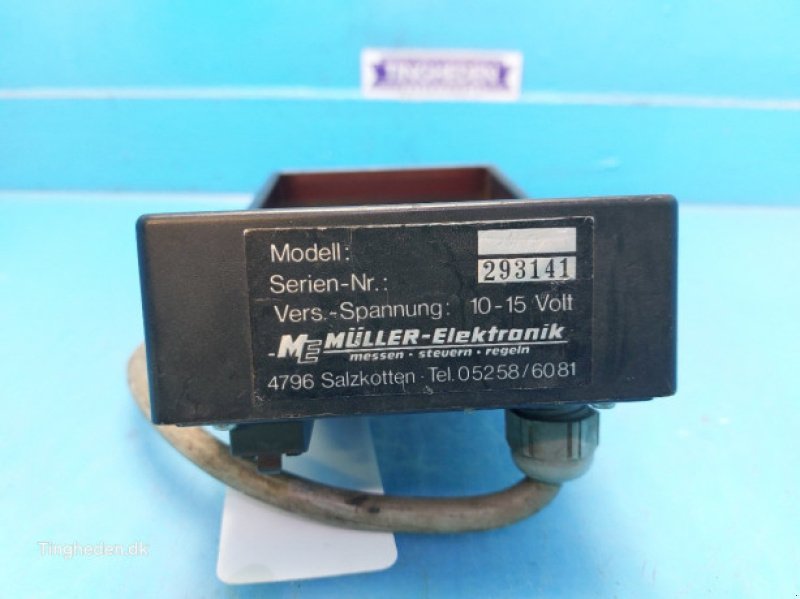 TINGHEDEN
Modell:
Serien-Nr.: 293141
Vers.-Spannung: 10-15 Volt
ME MÜLLER-Elektronik
messen · steuern · regeln
4796 Salzkotten · Tel. 05258/6081
Tingheden.dk